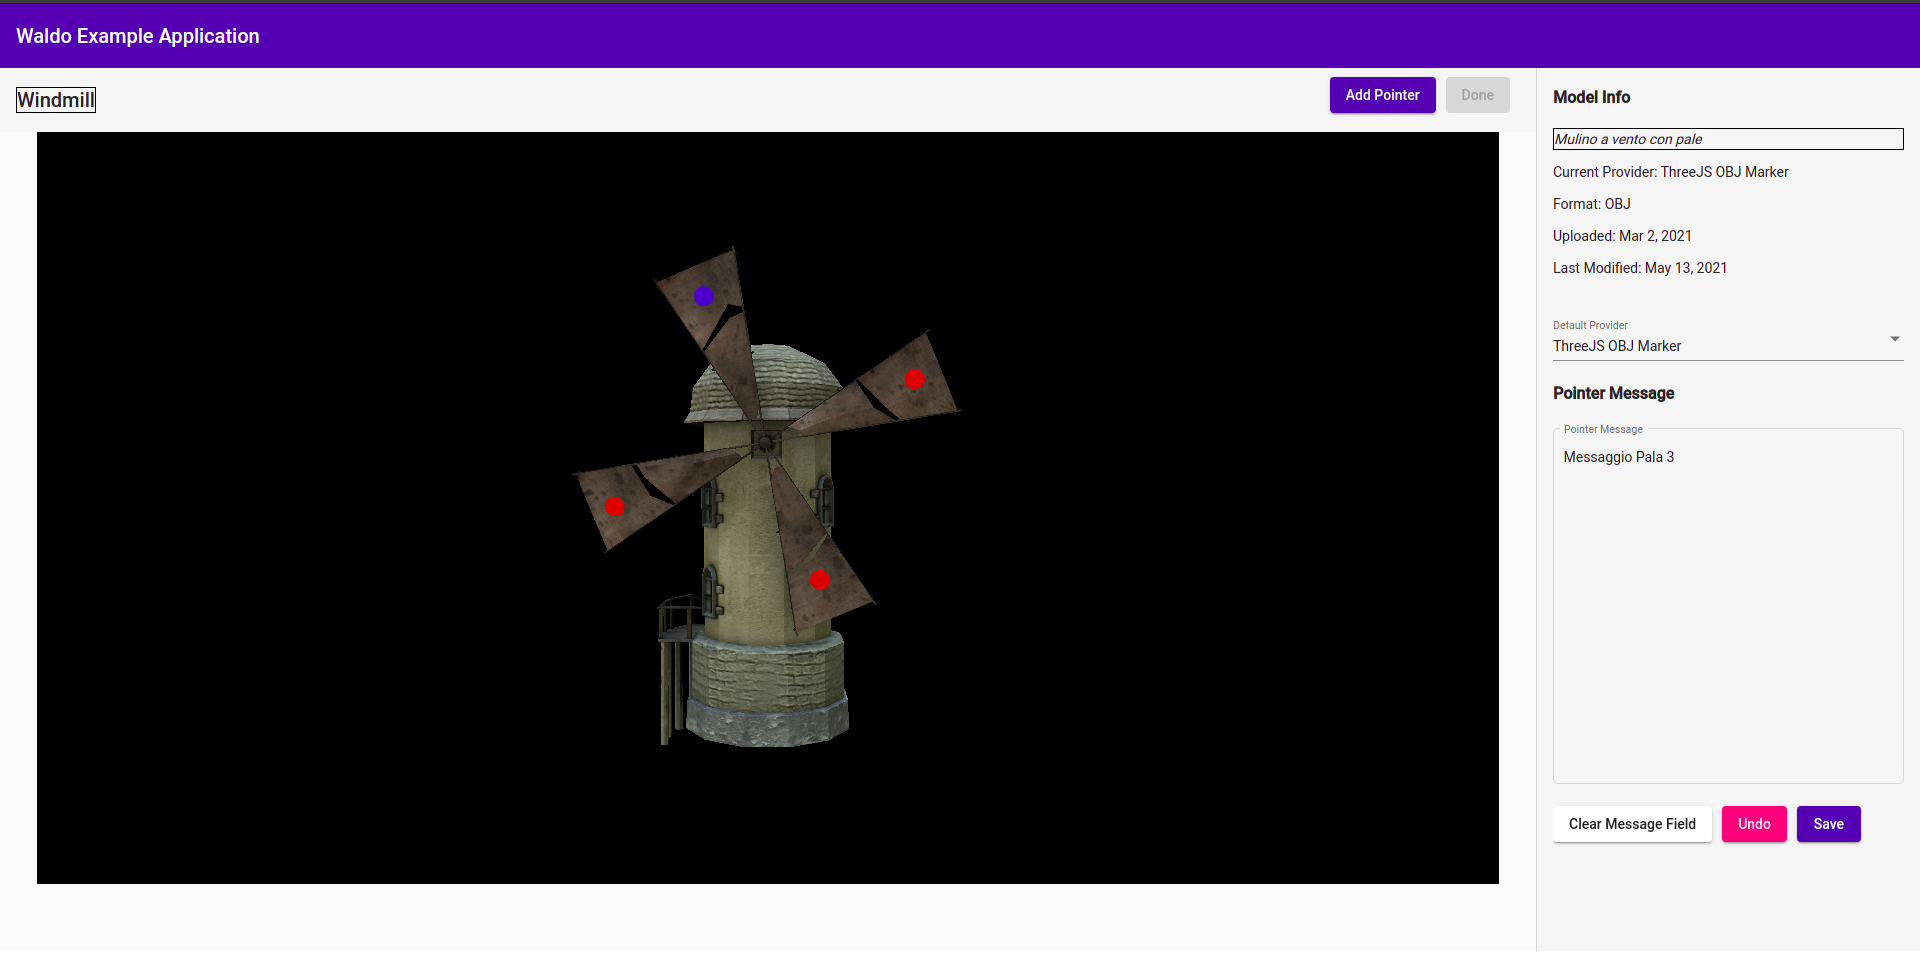 Waldo Example Application
Windmill
Add Pointer
Done
Model Info
Mulino a vento con pale
Current Provider: ThreeJS OBJ Marker
Format: OBJ
Uploaded: Mar 2, 2021
Last Modified: May 13, 2021
Default Provider
ThreeJS OBJ Marker
Pointer Message
Pointer Message
Messaggio Pala 3
Clear Message Field
Undo
Save